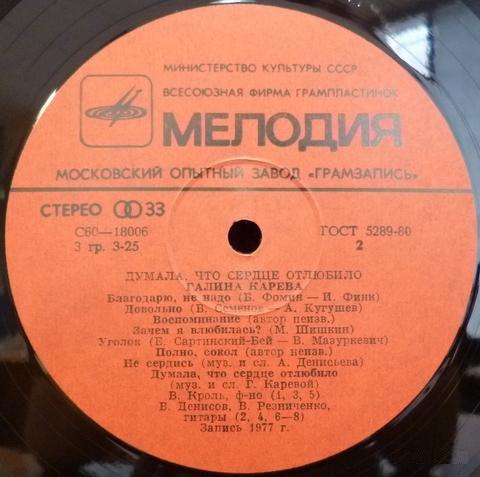 МИНИСТЕРСТВО КУЛЬТУРЫ СССР
ВСЕСОЮЗНАЯ ФИРМА ГРАМПЛАСТИНОК
МЕЛОДИЯ
МОСКОВСКИЙ ОПЫТНЫЙ ЗАВОД «ГРАМЗАПИСЬ»
СТЕРЕО 33
С60—18006
ГОСТ 5289-80
3 гр. 3-25
2
ДУМАЛА, ЧТО СЕРДЦЕ ОТЛЮБИЛО
ГАЛИНА КАРЕВА
Благодарю, не надо (Б. Фомин — И. Финк)
Довольно (В. Семенов — А. Кугушев)
Воспоминание (автор неизв.)
Зачем я влюбилась? (М. Шишкин)
Уголок (Е. Сартинский-Бей — В. Мазуркевич)
Полно, сокол (автор неизв.)
Не сердись (муз. и сл. А. Денисьева)
Думала, что сердце отлюбило
(муз. и сл. Г. Каревой)
В. Кроль, ф-но (1, 3, 5)
В. Денисов, В. Резниченко,
гитары (2, 4, 6—8)
Запись 1977 г.